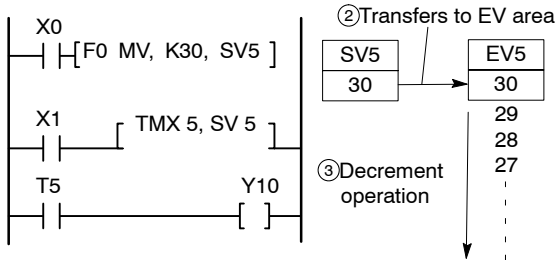 X0
F0 MV, K30, SV5
X1
TMX 5, SV 5
T5
Y10
②Transfers to EV area
SV5
EV5
30
30
29
28
27
③Decrement
operation